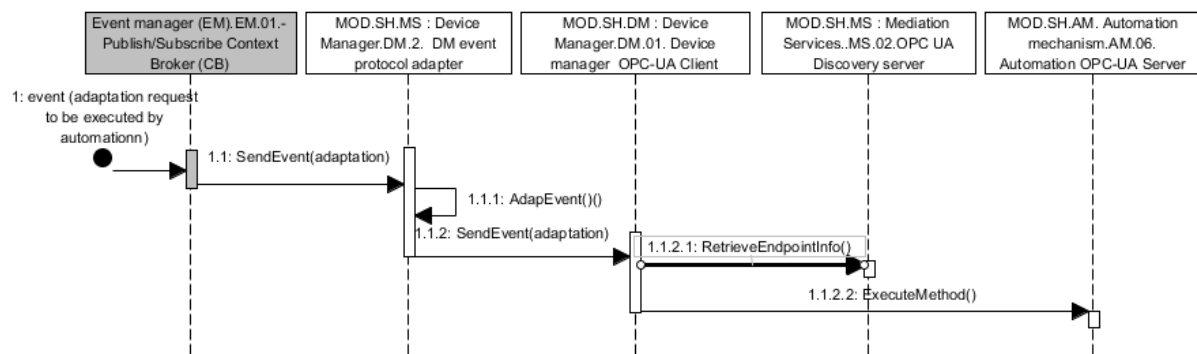 Event manager (EM).EM.01.-
Publish/Subscribe Context
Broker (CB)
MOD.SH.MS : Device
Manager.DM.2. DM event
protocol adapter
MOD.SH.DM : Device
Manager.DM.01. Device
manager OPC-UA Client
MOD.SH.MS : Mediation
Services..MS.02.OPC UA
Discovery server
MOD.SH.AM. Automation
mechanism.AM.06.
Automation OPC-UA Server
1: event (adaptation request
to be executed by
automationn)
1.1: SendEvent(adaptation)
1.1.1: AdapEvent()()
1.1.2: SendEvent(adaptation)
1.1.2.1: RetrieveEndpointInfo()
1.1.2.2: ExecuteMethod()